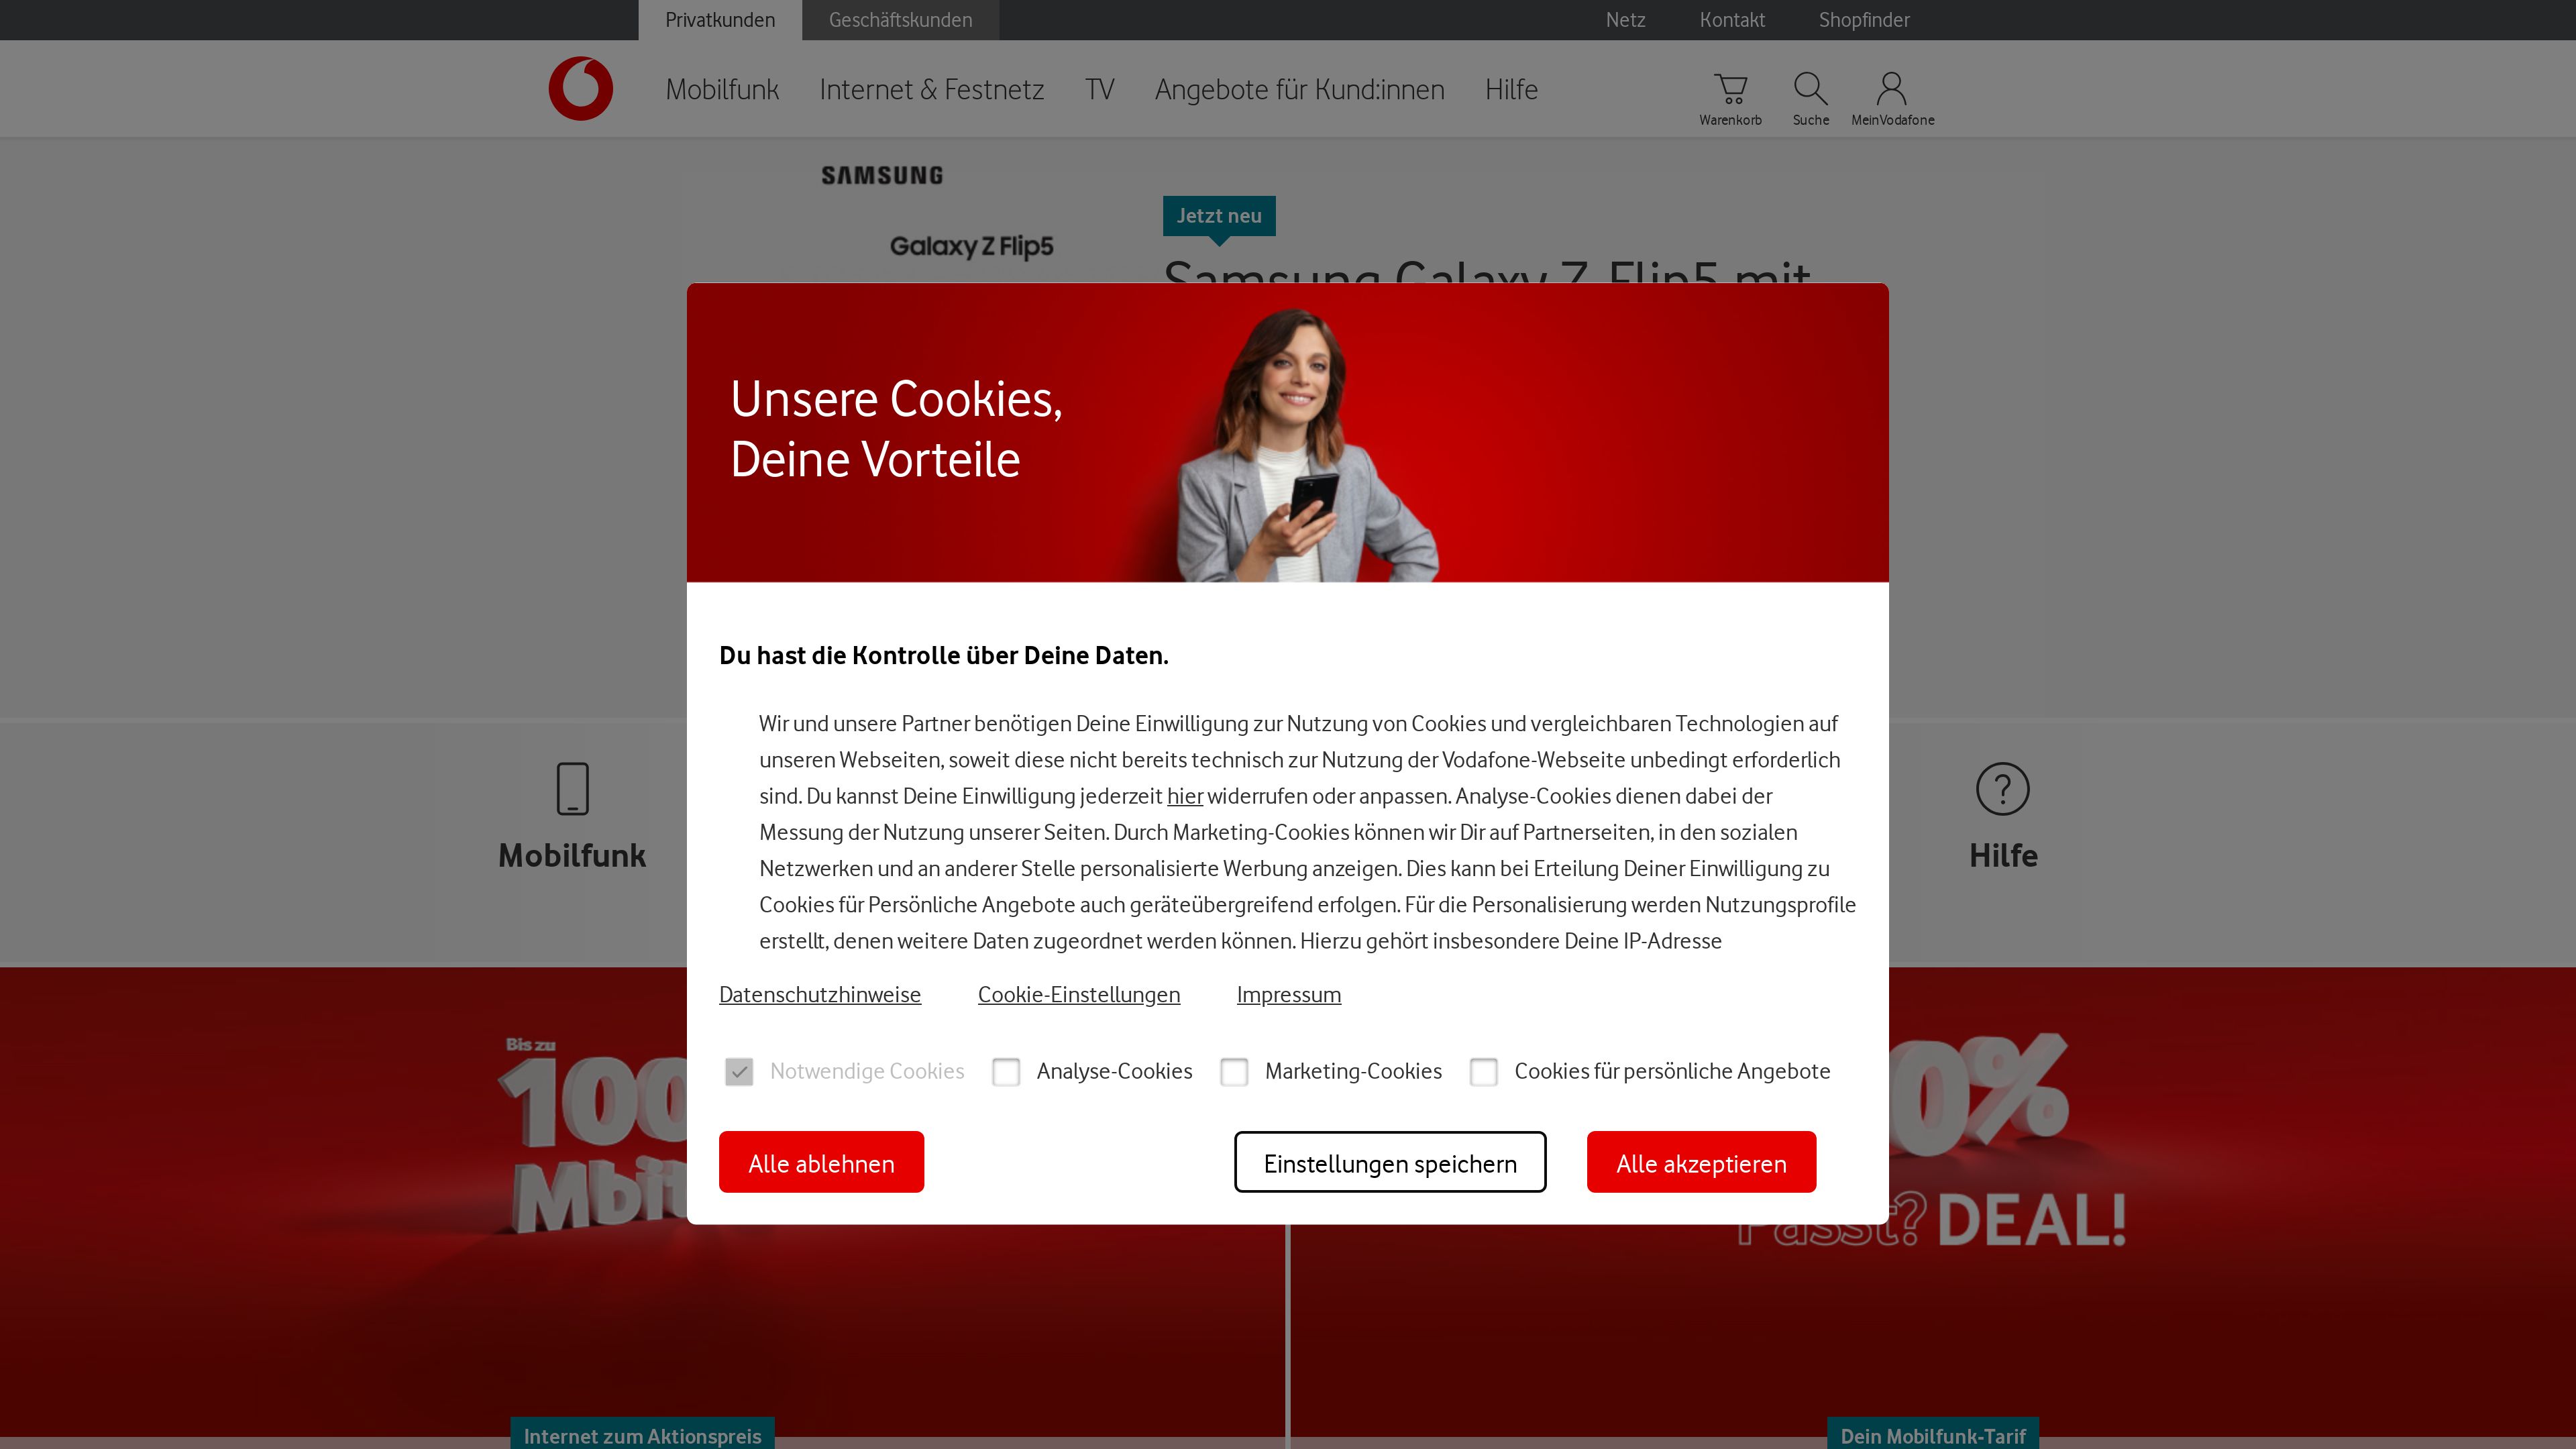 Privatkunden
Geschäftskunden
Netz
Kontakt
Shopfinder
Mobilfunk
Internet & Festnetz
TV
Angebote für Kund:innen
Hilfe
Warenkorb
Suche
MeinVodafone
SAMSUNG
Galaxy Z Flip5
Jetzt neu
Samsung Galaxy Z Flip5 mit
Unsere Cookies,
Deine Vorteile
Du hast die Kontrolle über Deine Daten.
Wir und unsere Partner benötigen Deine Einwilligung zur Nutzung von Cookies und vergleichbaren Technologien auf
unseren Webseiten, soweit diese nicht bereits technisch zur Nutzung der Vodafone-Webseite unbedingt erforderlich
sind. Du kannst Deine Einwilligung jederzeit hier widerrufen oder anpassen. Analyse-Cookies dienen dabei der
Messung der Nutzung unserer Seiten. Durch Marketing-Cookies können wir Dir auf Partnerseiten, in den sozialen
Netzwerken und an anderer Stelle personalisierte Werbung anzeigen. Dies kann bei Erteilung Deiner Einwilligung zu
Cookies für Persönliche Angebote auch geräteübergreifend erfolgen. Für die Personalisierung werden Nutzungsprofile
erstellt, denen weitere Daten zugeordnet werden können. Hierzu gehört insbesondere Deine IP-Adresse
Datenschutzhinweise
Cookie-Einstellungen
Impressum
Notwendige Cookies
Analyse-Cookies
Marketing-Cookies
Cookies für persönliche Angebote
Alle ablehnen
Einstellungen speichern
Alle akzeptieren
Mobilfunk
Hilfe
Bis zu
100
Mbit
0%
Passt? DEAL!
Internet zum Aktionspreis
Dein Mobilfunk-Tarif